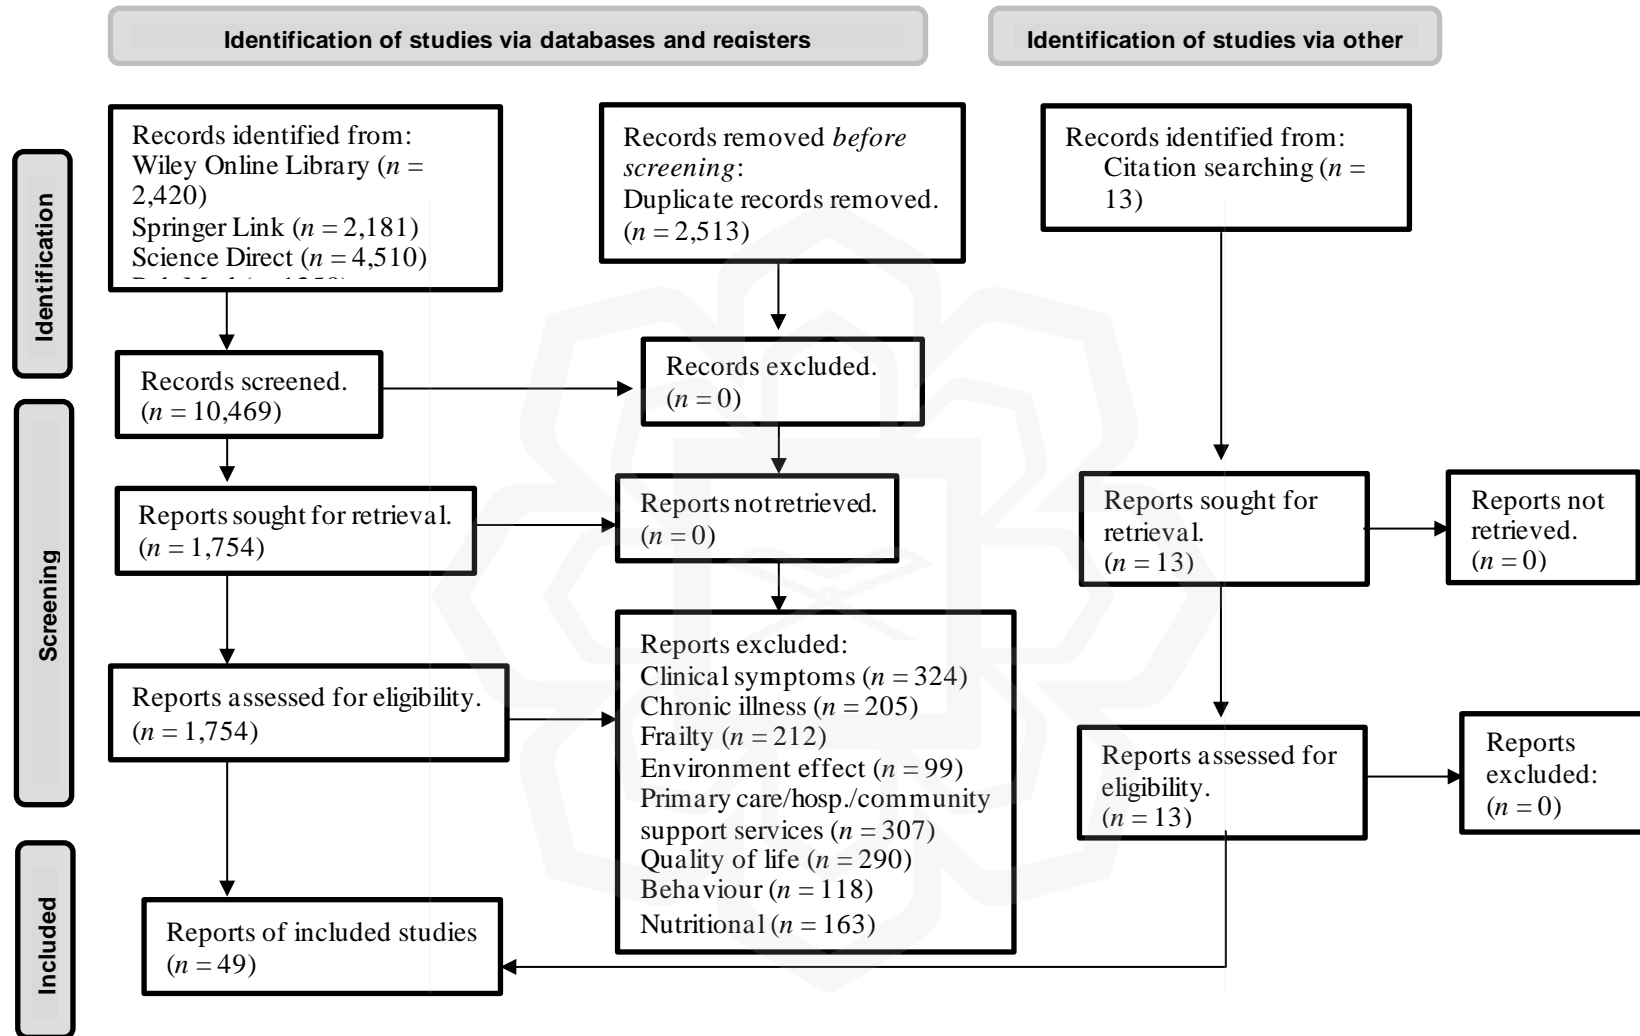 Identification of studies via databases and registers
Identification of studies via other
Identification
Records identified from:
Wiley Online Library (n =
2,420)
Springer Link (n = 2,181)
Science Direct (n = 4,510)
Records removed before
screening:
Duplicate records removed.
(n = 2,513)
Records identified from:
Citation searching (n =
13)
Records screened.
(n = 10,469)
Records excluded.
(n = 0)
Screening
Reports sought for retrieval.
(n = 1,754)
Reports not retrieved.
(n = 0)
Reports sought for
retrieval.
(n = 13)
Reports not
retrieved.
(n = 0)
Reports assessed for eligibility.
(n = 1,754)
Reports excluded:
Clinical symptoms (n = 324)
Chronic illness (n = 205)
Frailty (n = 212)
Environment effect (n = 99)
Primary care/hosp./community
support services (n = 307)
Quality of life (n = 290)
Behaviour (n = 118)
Nutritional (n = 163)
Reports assessed for
eligibility.
(n = 13)
Reports
excluded:
(n = 0)
Included
Reports of included studies
(n = 49)